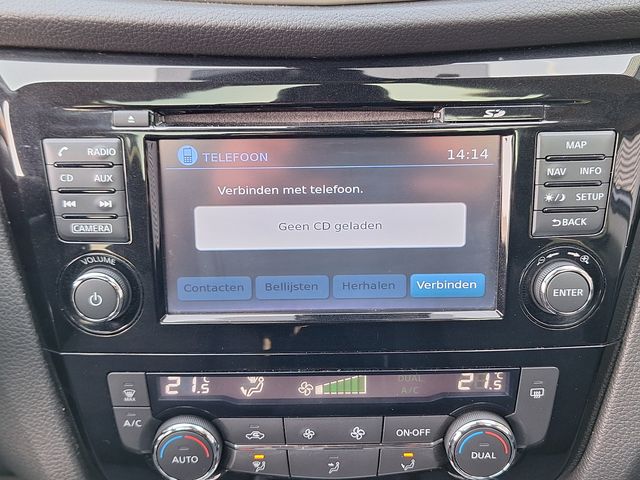 SD
RADIO
CD AUX
CAMERA
VOLUME
TELEFOON 14:14
Verbinden met telefoon.
Geen CD geladen
Contacten Bellijsten Herhalen Verbinden
MAP
NAV INFO
SETUP
BACK
ENTER
21.5°C DUAL A/C 21.5°C
MAX
A/C
AUTO
ON·OFF
DUAL